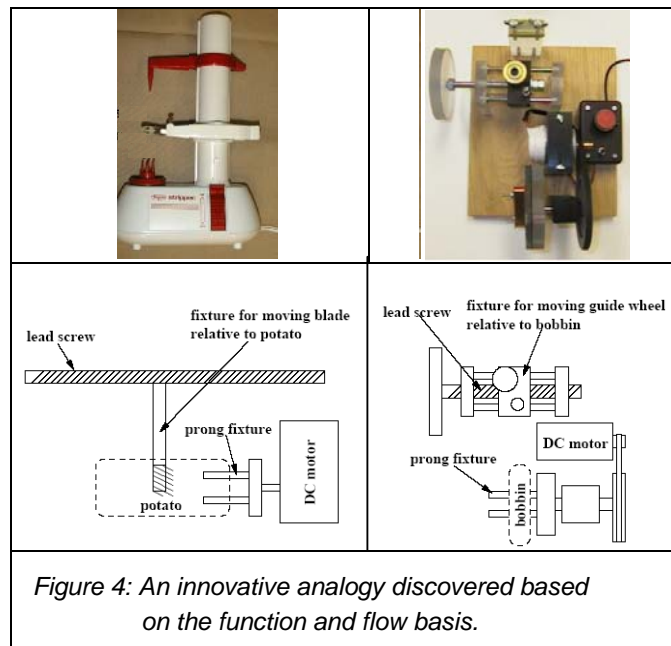 stripper
fixture for moving blade
relative to potato
lead screw
prong fixture
DC motor
potato
fixture for moving guide wheel
relative to bobbin
lead screw
DC motor
prong fixture
bobbin
Figure 4: An innovative analogy discovered based
on the function and flow basis.